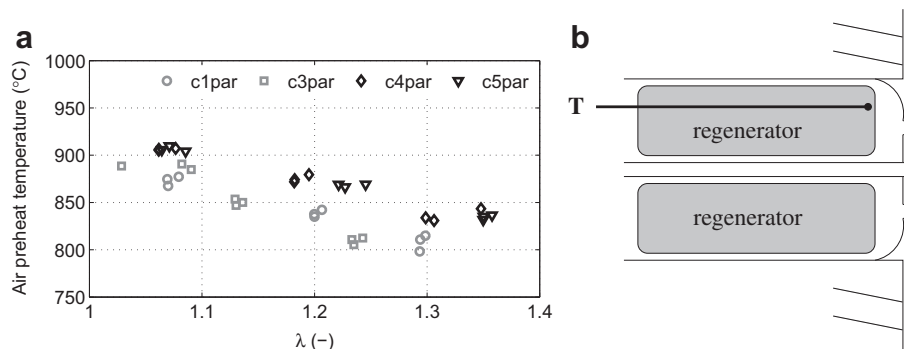 a
b
c1par c3par c4par c5par
Air preheat temperature (°C)
1000
950
900
850
800
750
1 1.1 1.2 1.3 1.4
λ (−)
T
regenerator
regenerator